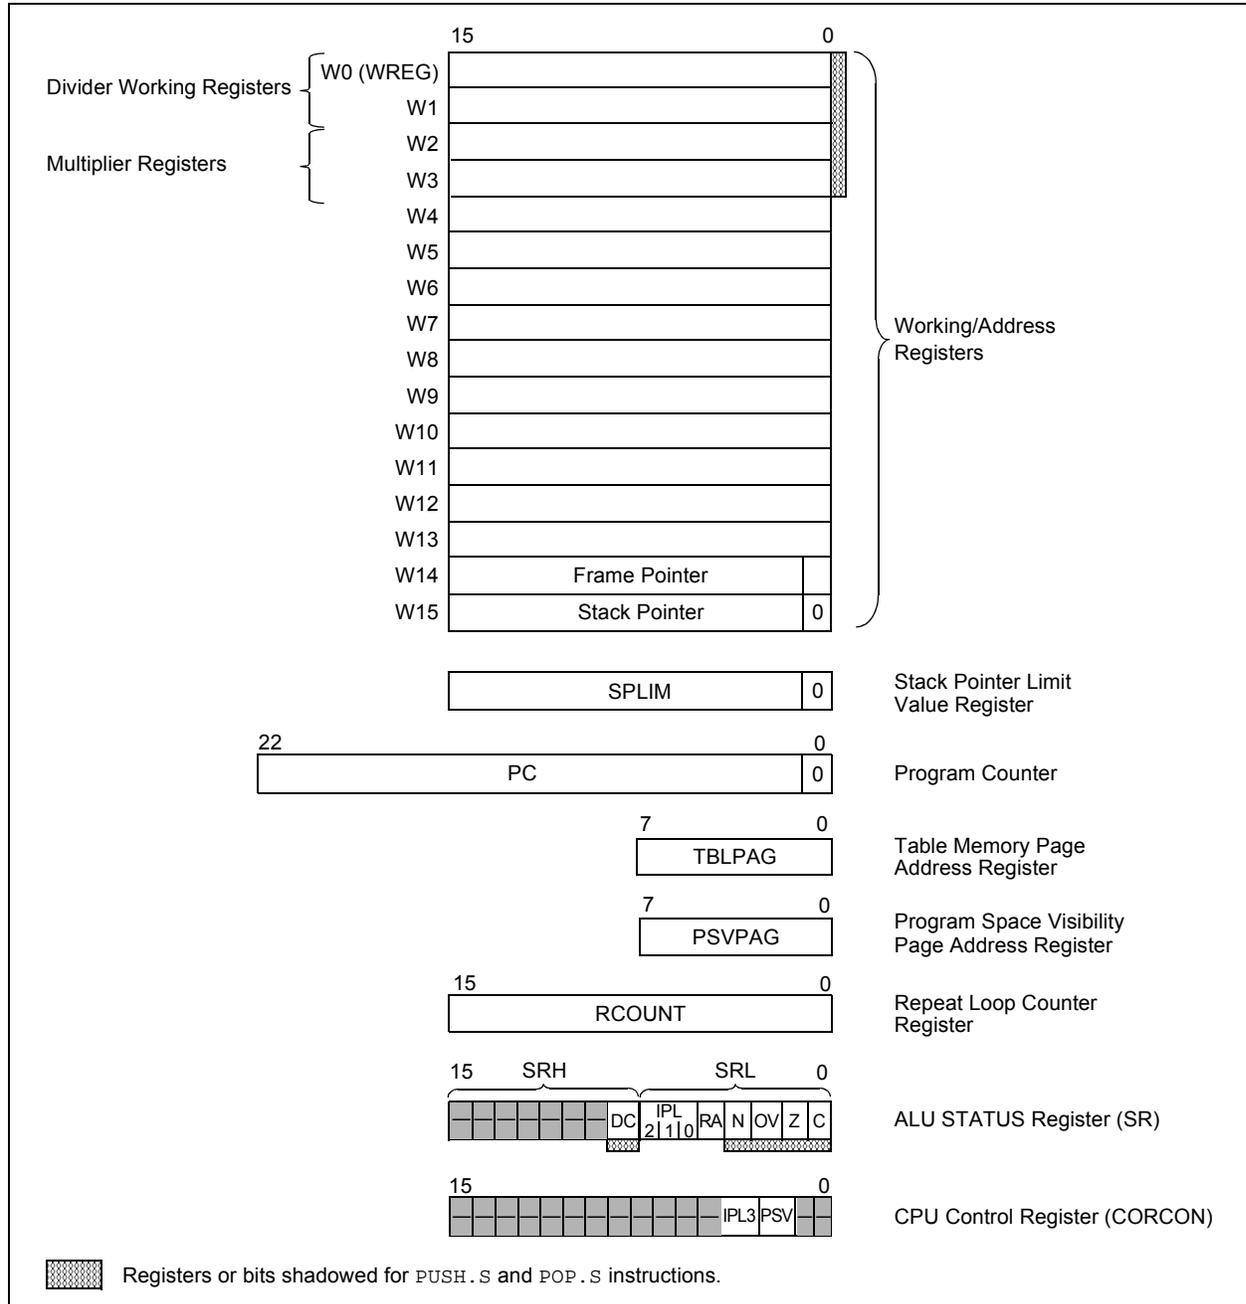 15 0
Divider Working Registers
W0 (WREG)
W1
Multiplier Registers
W2
W3
W4
W5
W6
W7
W8
W9
W10
W11
W12
W13
W14 Frame Pointer
W15 Stack Pointer 0
Working/Address
Registers
SPLIM 0
Stack Pointer Limit
Value Register
22 0
PC 0
Program Counter
7 0
TBLPAG
Table Memory Page
Address Register
7 0
PSVPAG
Program Space Visibility
Page Address Register
15 0
RCOUNT
Repeat Loop Counter
Register
15 SRH SRL 0
— — — — — — — DC IPL 2 1 0 RA N OV Z C
ALU STATUS Register (SR)
15 0
— — — — — — — — — — — — IPL3 PSV — —
CPU Control Register (CORCON)
Registers or bits shadowed for PUSH.S and POP.S instructions.